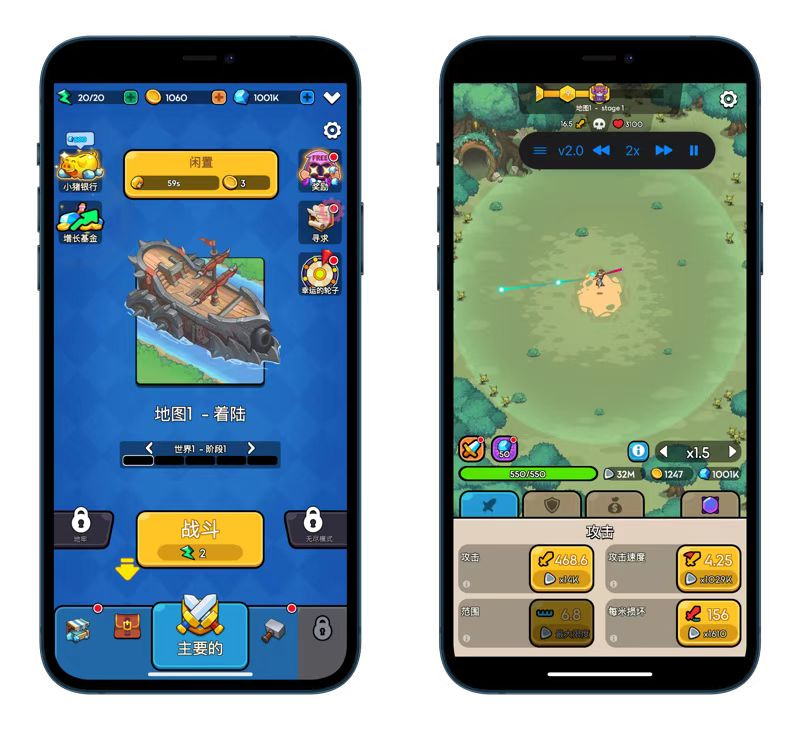 20/20
1060
1001K
闲置
59s
3
小猪银行
FREE
奖励
增长基金
寻求
幸运的轮子
地图1 - 着陆
世界1 - 阶段1
战斗
2
地牢
无尽模式
主要的
地图1 - stage 1
16.5
3100
v2.0
2x
50
x1.5
550/550
32M
1247
1001K
攻击
攻击
468.6
x14K
攻击速度
4.25
x1029K
范围
6.8
最大限度
每米损坏
156
x1610